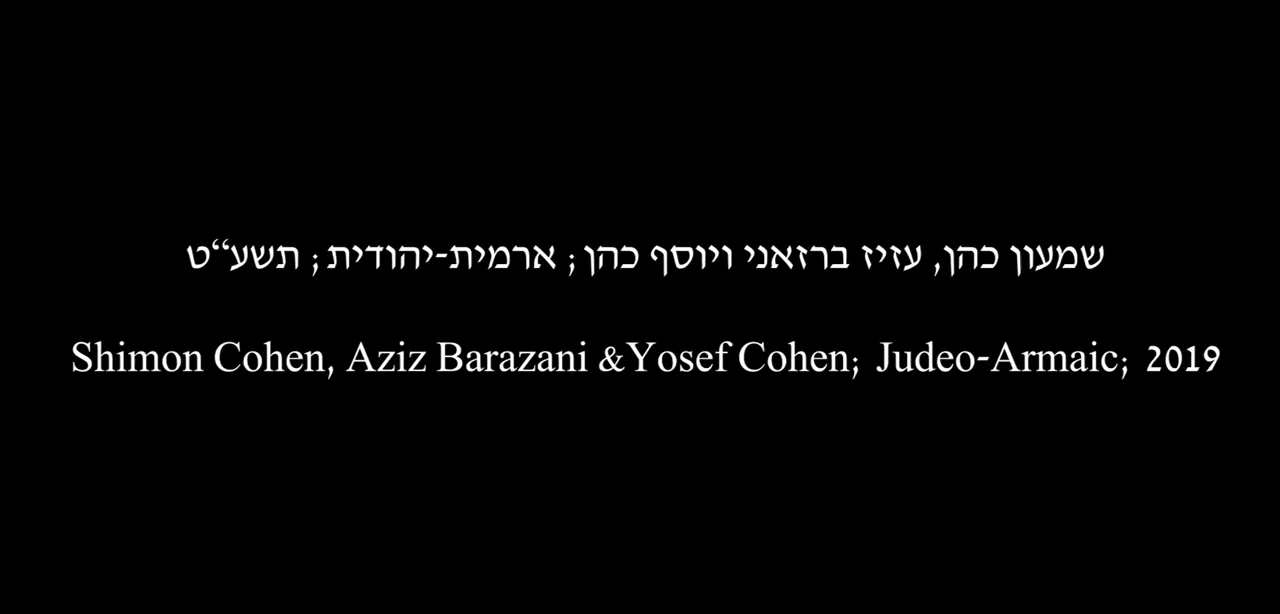 שמעון כהן, עזיז ברזאני ויוסף כהן; ארמית-יהודית; תשע“ט
Shimon Cohen, Aziz Barazani &Yosef Cohen; Judeo-Armaic; 2019